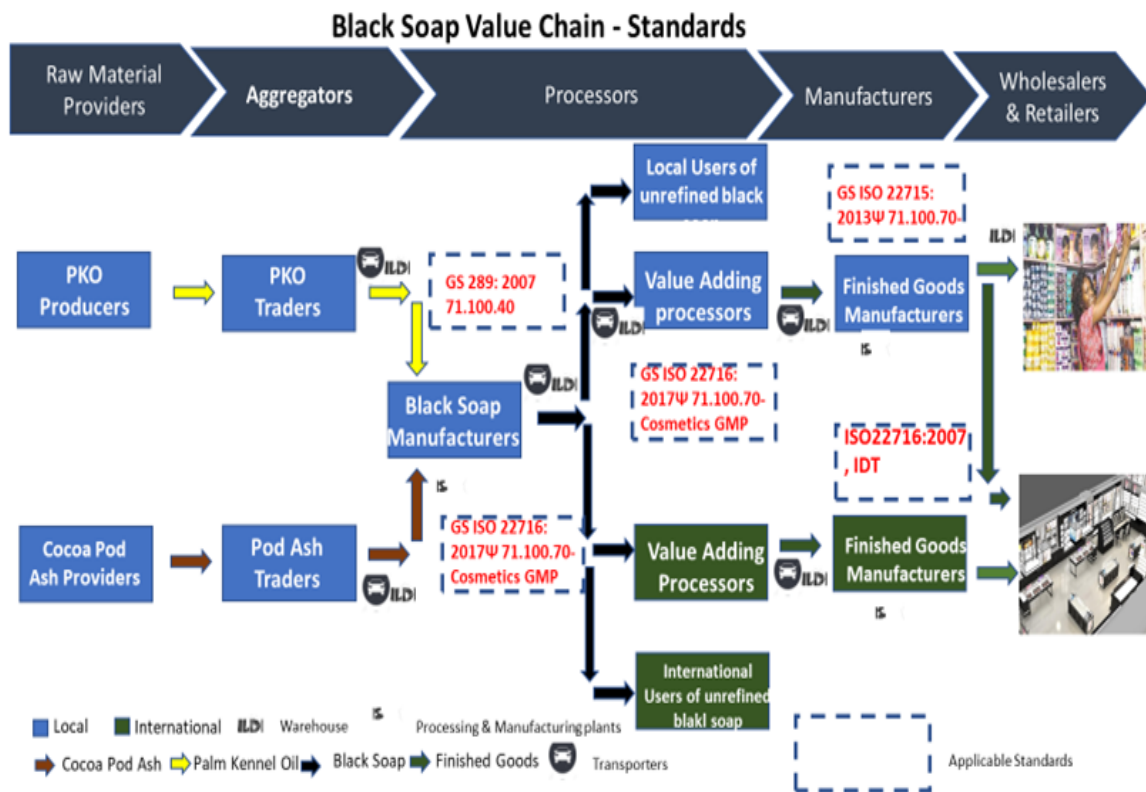 Black Soap Value Chain - Standards
Raw Material
Providers
Aggregators
Processors
Manufacturers
Wholesalers
& Retailers
Local Users of
unrefined black
GS ISO 22715:
2013Ψ 71.100.70-
PKO
Producers
PKO
Traders
GS 289: 2007
71.100.40
Value Adding
processors
Finished Goods
Manufacturers
Black Soap
Manufacturers
GS ISO 22716:
2017Ψ 71.100.70-
Cosmetics GMP
ISO22716:2007
, IDT
Cocoa Pod
Ash Providers
Pod Ash
Traders
GS ISO 22716:
2017Ψ 71.100.70-
Cosmetics GMP
Value Adding
Processors
Finished Goods
Manufacturers
International
Users of unrefined
blakl soap
Local
International
Warehouse
Processing & Manufacturing plants
Cocoa Pod Ash
Palm Kennel Oil
Black Soap
Finished Goods
Transporters
Applicable Standards